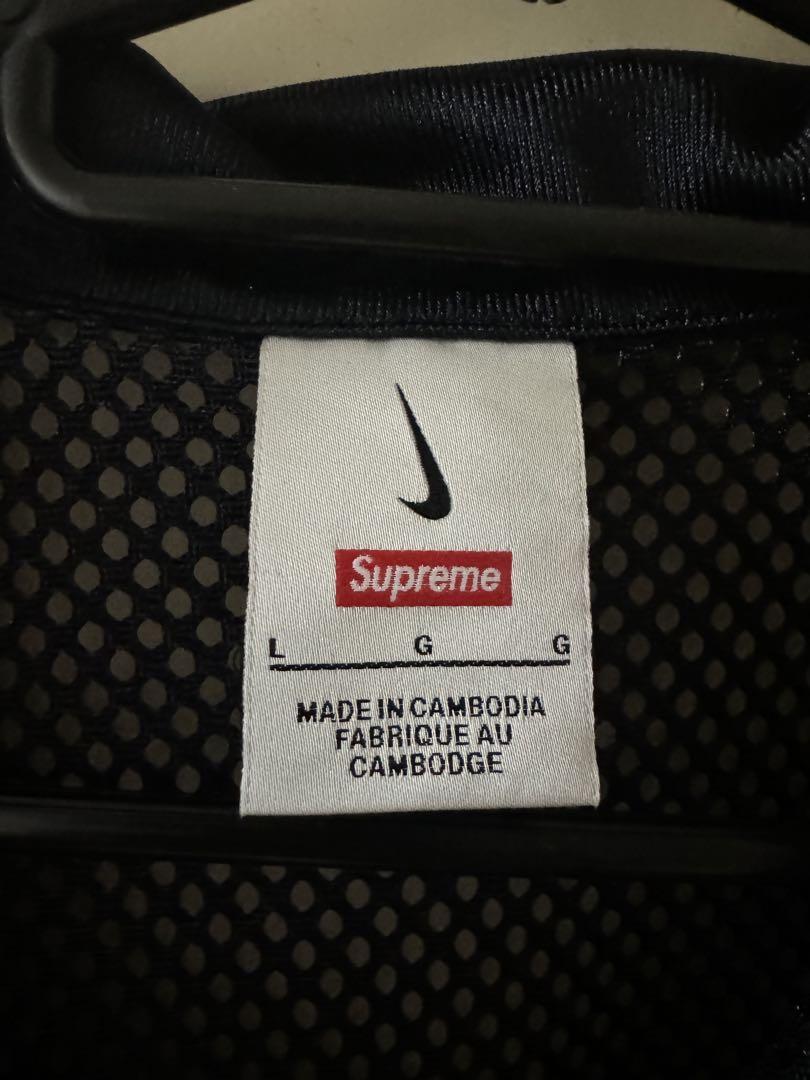 Supreme
L G G
MADE IN CAMBODIA
FABRIQUE AU
CAMBODGE